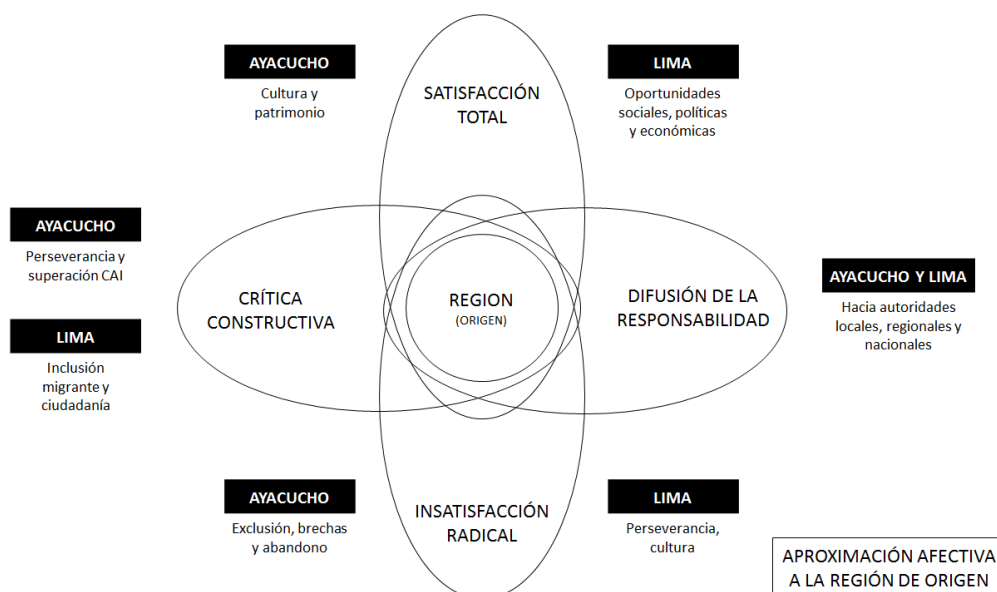 AYACUCHO
Cultura y
patrimonio
SATISFACCIÓN
TOTAL
LIMA
Oportunidades
sociales, políticas
y económicas
AYACUCHO
Perseverancia y
superación CAI
LIMA
Inclusión
migrante y
ciudadanía
CRÍTICA
CONSTRUCTIVA
REGION
(ORIGEN)
DIFUSIÓN DE LA
RESPONSABILIDAD
AYACUCHO Y LIMA
Hacia autoridades
locales, regionales y
nacionales
AYACUCHO
Exclusión, brechas
y abandono
INSATISFACCIÓN
RADICAL
LIMA
Perseverancia,
cultura
APROXIMACIÓN AFECTIVA
A LA REGIÓN DE ORIGEN